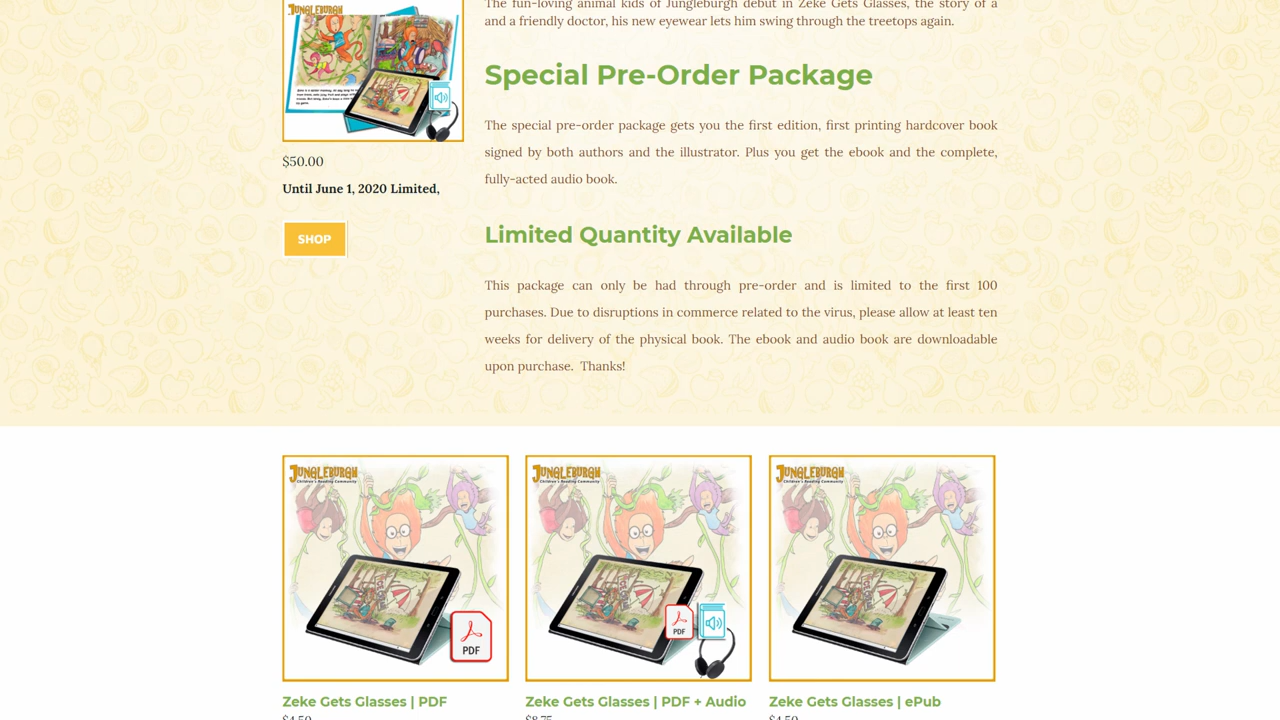 The fun-loving animal kids of Jungleburgh debut in Zeke Gets Glasses, the story of a
and a friendly doctor, his new eyewear lets him swing through the treetops again.
JUNGLEBURGH
Special Pre-Order Package
The special pre-order package gets you the first edition, first printing hardcover book
signed by both authors and the illustrator. Plus you get the ebook and the complete,
fully-acted audio book.
$50.00
Until June 1, 2020 Limited,
SHOP
Limited Quantity Available
This package can only be had through pre-order and is limited to the first 100
purchases. Due to disruptions in commerce related to the virus, please allow at least ten
weeks for delivery of the physical book. The ebook and audio book are downloadable
upon purchase. Thanks!
JUNGLEBURGH
Children's Reading Community
PDF
JUNGLEBURGH
Children's Reading Community
PDF
JUNGLEBURGH
Children's Reading Community
Zeke Gets Glasses | PDF
Zeke Gets Glasses | PDF + Audio
Zeke Gets Glasses | ePub
$4.50
$8.75
$4.50